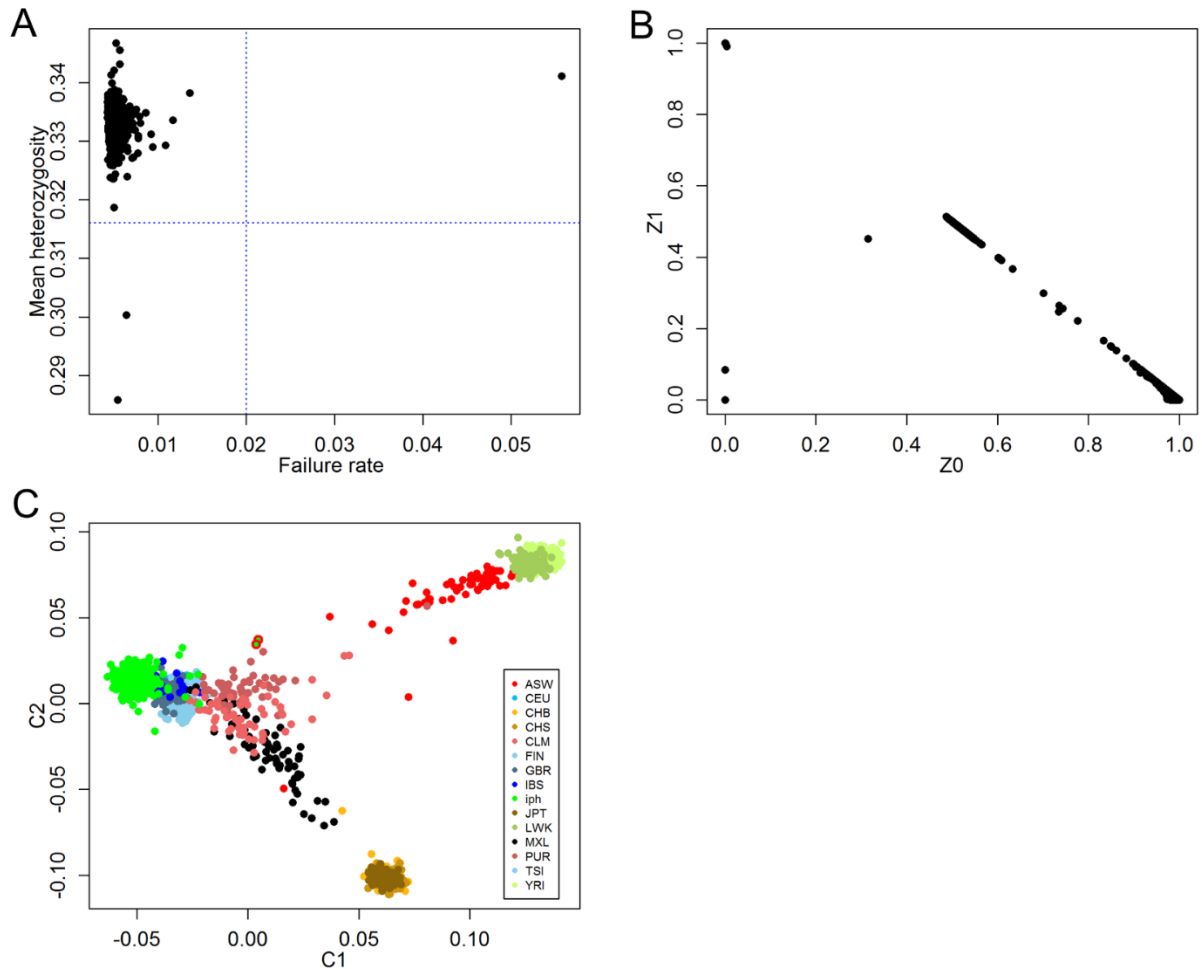 A
Mean heterozygosity
0.34
0.33
0.32
0.31
0.30
0.29
0.01 0.02 0.03 0.04 0.05
Failure rate
B
Z1
1.0
0.8
0.6
0.4
0.2
0.0
0.0 0.2 0.4 0.6 0.8 1.0
Z0
C
C2
0.10
0.05
0.00
-0.05
-0.10
-0.05 0.00 0.05 0.10
C1
ASW
CEU
CHB
CHS
CLM
FIN
GBR
IBS
iph
JPT
LWK
MXL
PUR
TSI
YRI